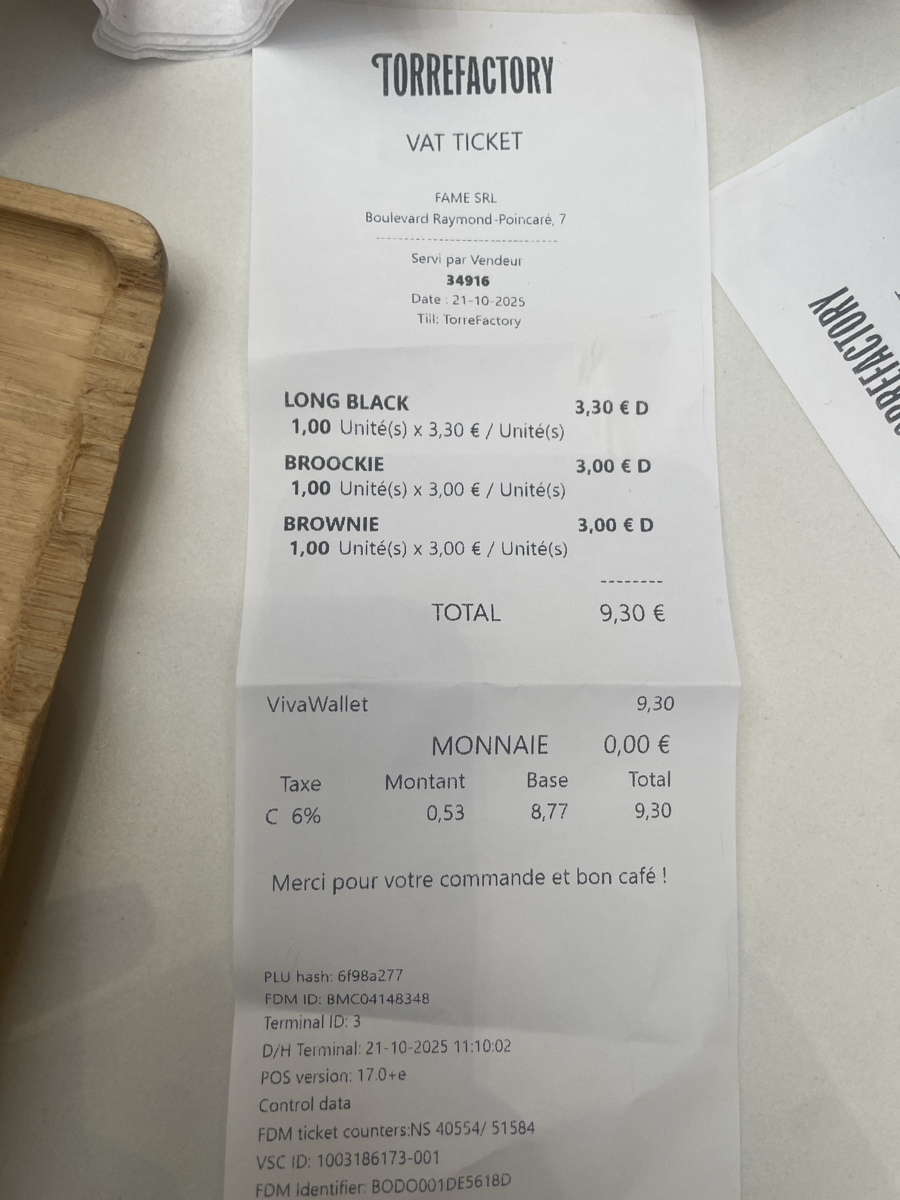 TORREFACTORY
VAT TICKET
FAME SRL
Boulevard Raymond-Poincaré, 7
Servi par Vendeur
34916
Date : 21-10-2025
Till: TorreFactory
LONG BLACK 3,30 € D
1,00 Unité(s) x 3,30 € / Unité(s)
BROOCKIE 3,00 € D
1,00 Unité(s) x 3,00 € / Unité(s)
BROWNIE 3,00 € D
1,00 Unité(s) x 3,00 € / Unité(s)
--------
TOTAL 9,30 €
VivaWallet 9,30
MONNAIE 0,00 €
Taxe Montant Base Total
C 6% 0,53 8,77 9,30
Merci pour votre commande et bon café !
PLU hash: 6f98a277
FDM ID: BMC04148348
Terminal ID: 3
D/H Terminal: 21-10-2025 11:10:02
POS version: 17.0+e
Control data
FDM ticket counters:NS 40554/ 51584
VSC ID: 1003186173-001
FDM Identifier: BODO001DE5618D
TORREFACTORY